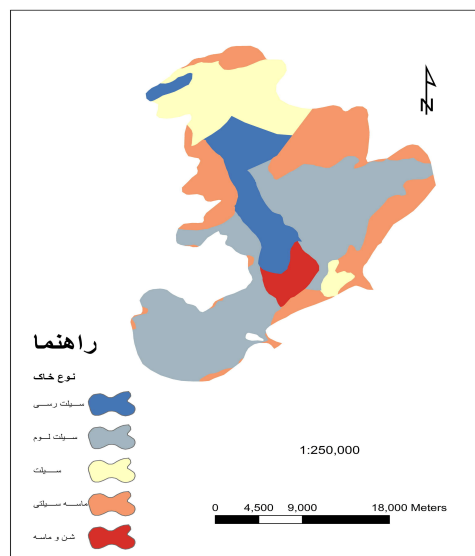 N
راهنما
نوع خاک
سیلت رسی
سیلت لوم
سیلت
ماسه سیلتی
شن و ماسه
1:250,000
0 4,500 9,000 18,000 Meters